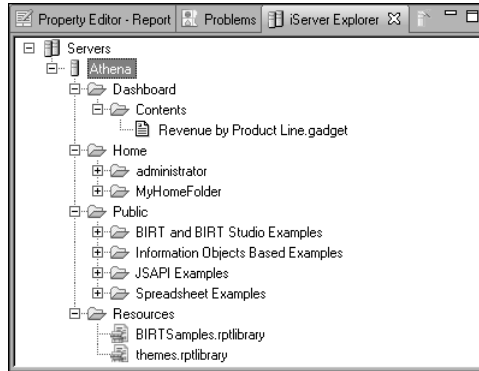 Property Editor - Report Problems iServer Explorer
Servers
Athena
Dashboard
Contents
Revenue by Product Line.gadget
Home
administrator
MyHomeFolder
Public
BIRT and BIRT Studio Examples
Information Objects Based Examples
JSAPI Examples
Spreadsheet Examples
Resources
BIRTSamples.rptlibrary
themes.rptlibrary